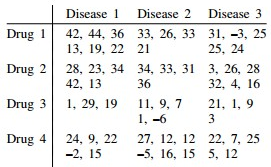 Disease 1 Disease 2 Disease 3
Drug 1 42, 44, 36 33, 26, 33 31, –3, 25
13, 19, 22 21 25, 24
Drug 2 28, 23, 34 34, 33, 31 3, 26, 28
42, 13 36 32, 4, 16
Drug 3 1, 29, 19 11, 9, 7 21, 1, 9
1, –6 3
Drug 4 24, 9, 22 27, 12, 12 22, 7, 25
–2, 15 –5, 16, 15 5, 12